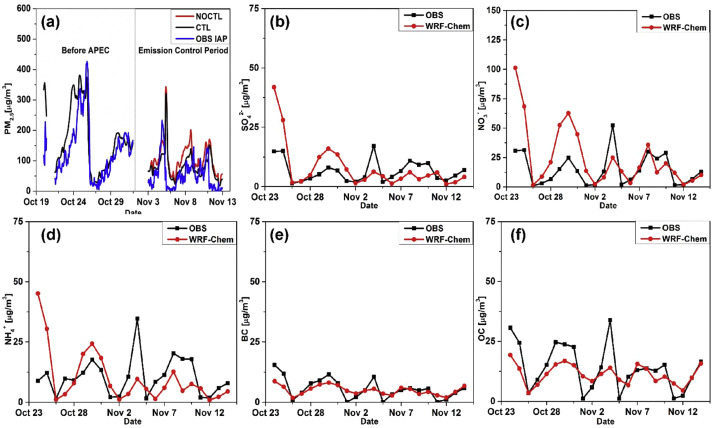 (a)
NOCTL
CTL
OBS IAP
Before APEC
Emission Control Period
PM2.5[μg/m³]
600
500
400
300
200
100
0
Oct 19 Oct 24 Oct 29 Nov 3 Nov 8 Nov 13
Date
(b)
OBS
WRF-Chem
SO₄²⁻ [μg/m³]
75
50
25
0
Oct 23 Oct 28 Nov 2 Nov 7 Nov 12
Date
(c)
OBS
WRF-Chem
NO₃⁻ [μg/m³]
150
125
100
75
50
25
0
Oct 23 Oct 28 Nov 2 Nov 7 Nov 12
Date
(d)
OBS
WRF-Chem
NH₄⁺ [μg/m³]
75
50
25
0
Oct 23 Oct 28 Nov 2 Nov 7 Nov 12
Date
(e)
OBS
WRF-Chem
BC [μg/m³]
75
50
25
0
Oct 23 Oct 28 Nov 2 Nov 7 Nov 12
Date
(f)
OBS
WRF-Chem
OC [μg/m³]
75
50
25
0
Oct 23 Oct 28 Nov 2 Nov 7 Nov 12
Date